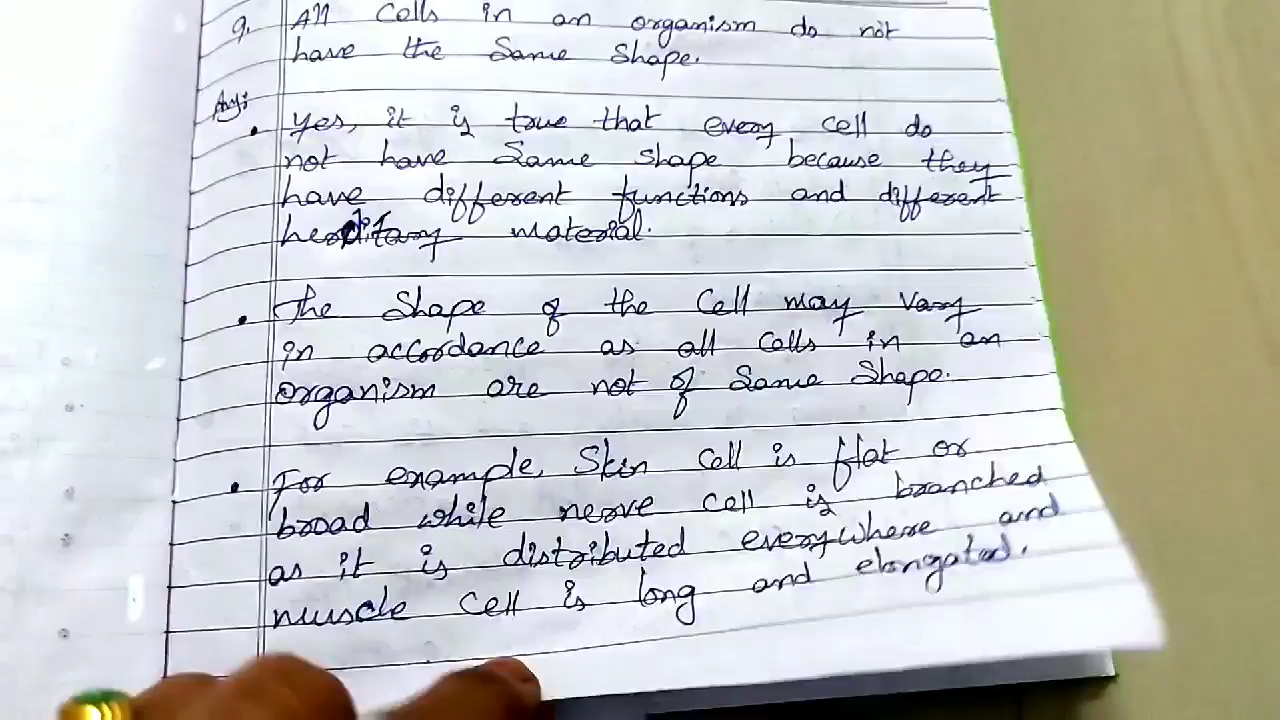 9. All cells in an organism do not
have the same shape.
Ans:
• Yes, it is true that every cell do
not have same shape because they
have different functions and different
hereditary material.
• The shape of the cell may vary
in accordance as all cells in an
organism are not of same shape.
• For example, skin cell is flat or
broad while nerve cell is branched
as it is distributed everywhere and
muscle cell is long and elongated.